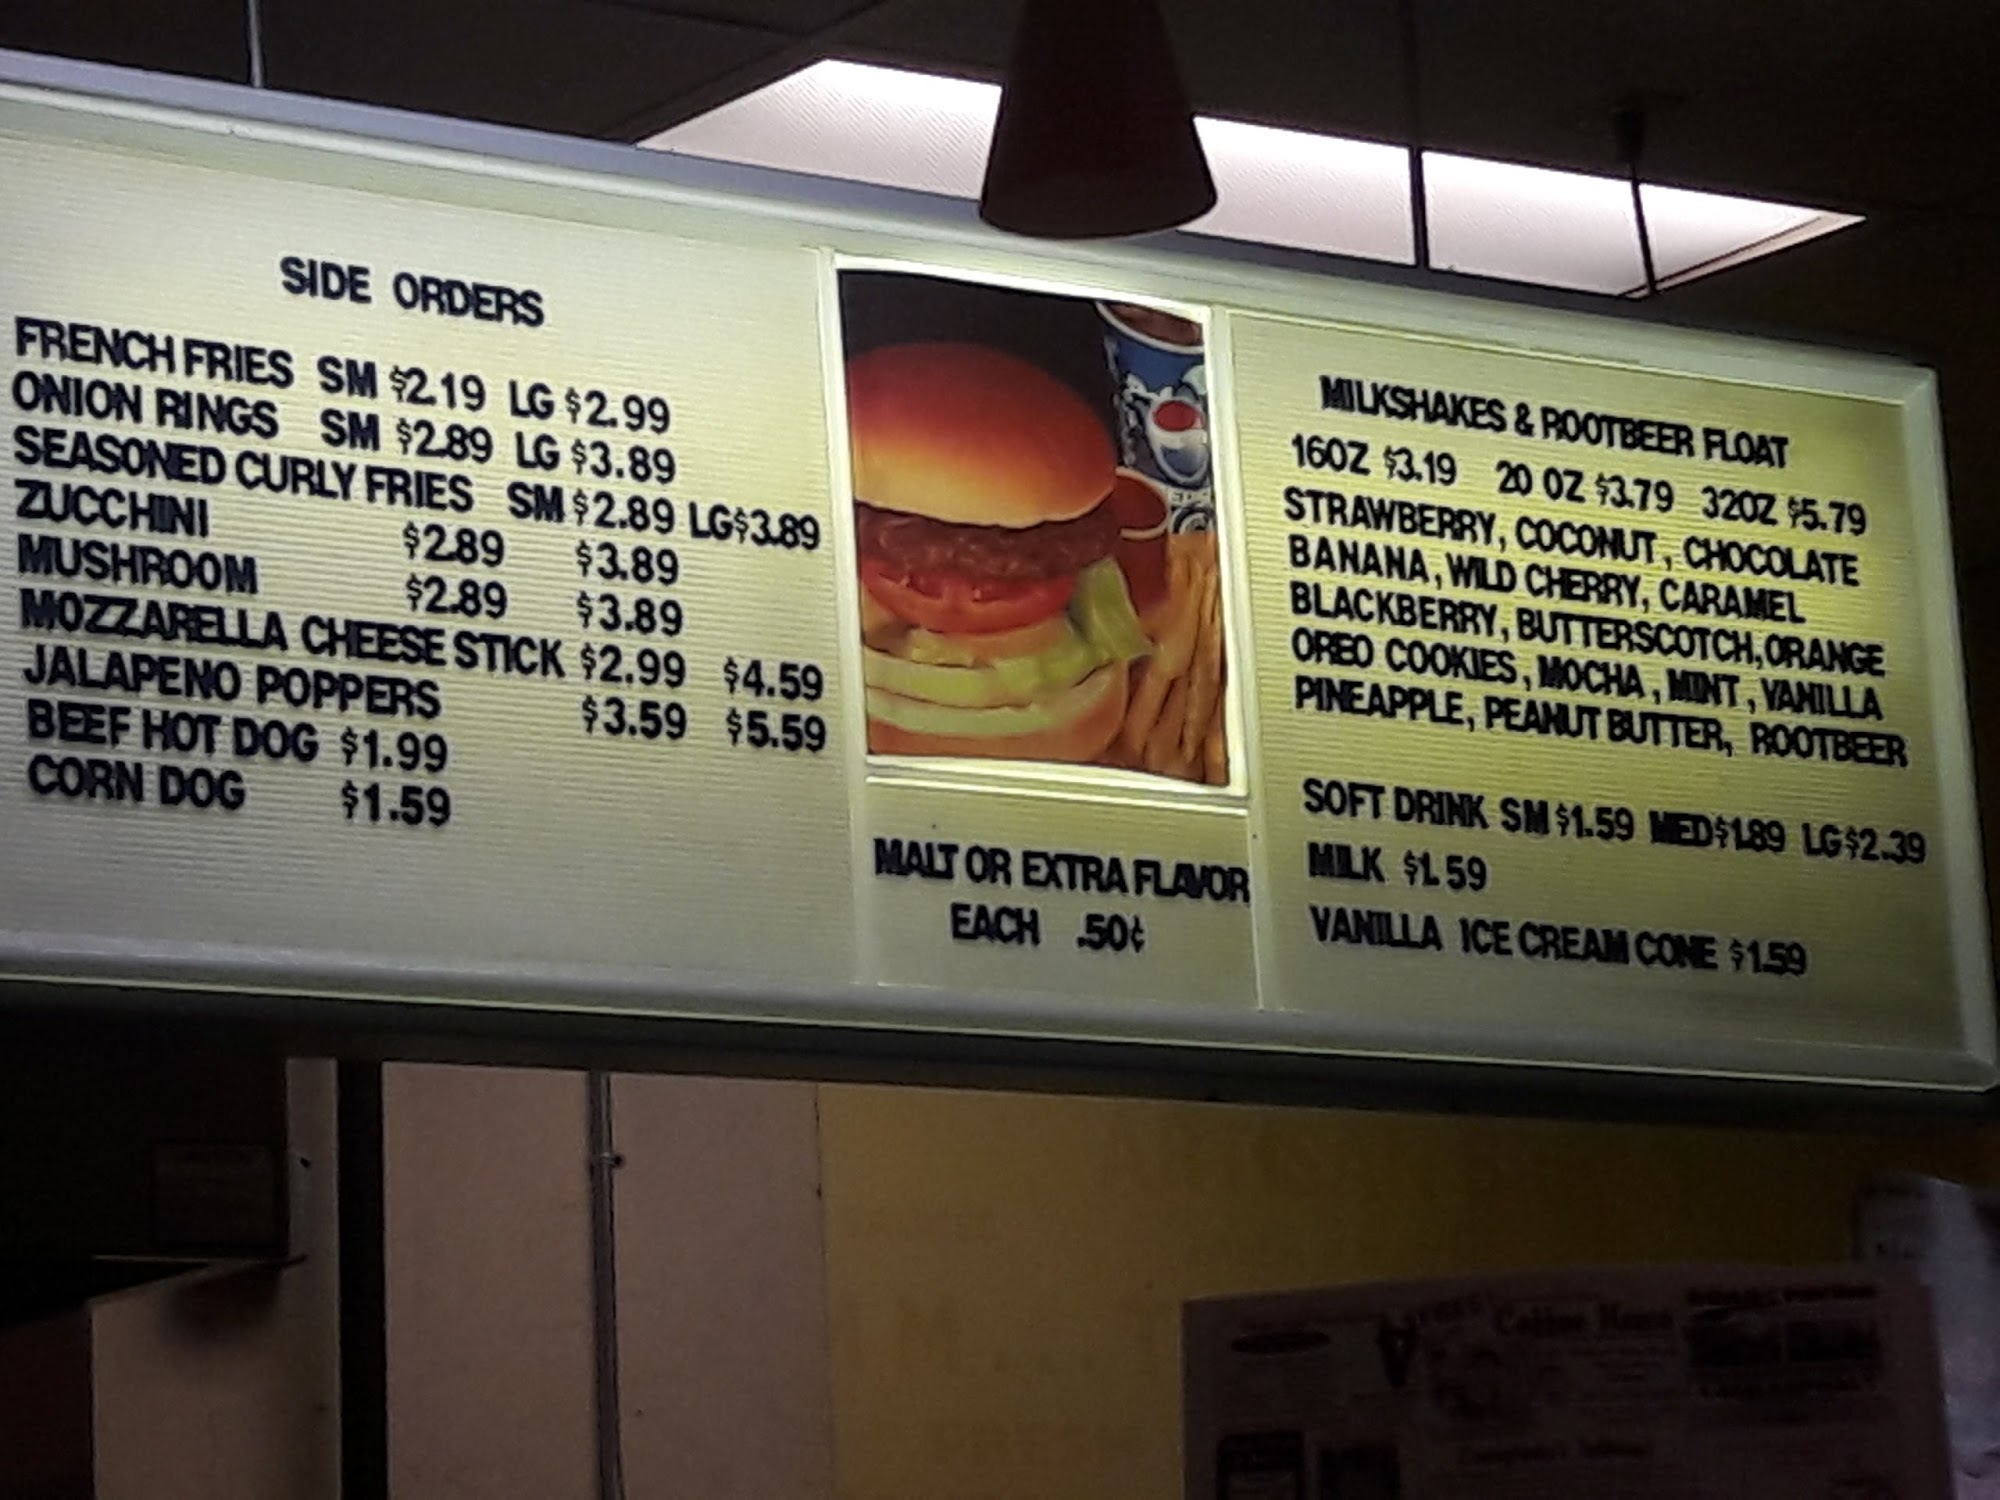 SIDE ORDERS
FRENCH FRIES SM $2.19 LG $2.99
ONION RINGS SM $2.89 LG $3.89
SEASONED CURLY FRIES SM $2.89 LG$3.89
ZUCCHINI $2.89 $3.89
MUSHROOM $2.89 $3.89
MOZZARELLA CHEESE STICK $2.99 $4.59
JALAPENO POPPERS $3.59 $5.59
BEEF HOT DOG $1.99
CORN DOG $1.59
MALT OR EXTRA FLAVOR
EACH .50¢
MILKSHAKES & ROOTBEER FLOAT
16OZ $3.19 20 OZ $3.79 32OZ $5.79
STRAWBERRY, COCONUT, CHOCOLATE
BANANA, WILD CHERRY, CARAMEL
BLACKBERRY, BUTTERSCOTCH, ORANGE
OREO COOKIES, MOCHA, MINT, VANILLA
PINEAPPLE, PEANUT BUTTER, ROOTBEER
SOFT DRINK SM $1.59 MED $1.89 LG $2.39
MILK $1.59
VANILLA ICE CREAM CONE $1.59